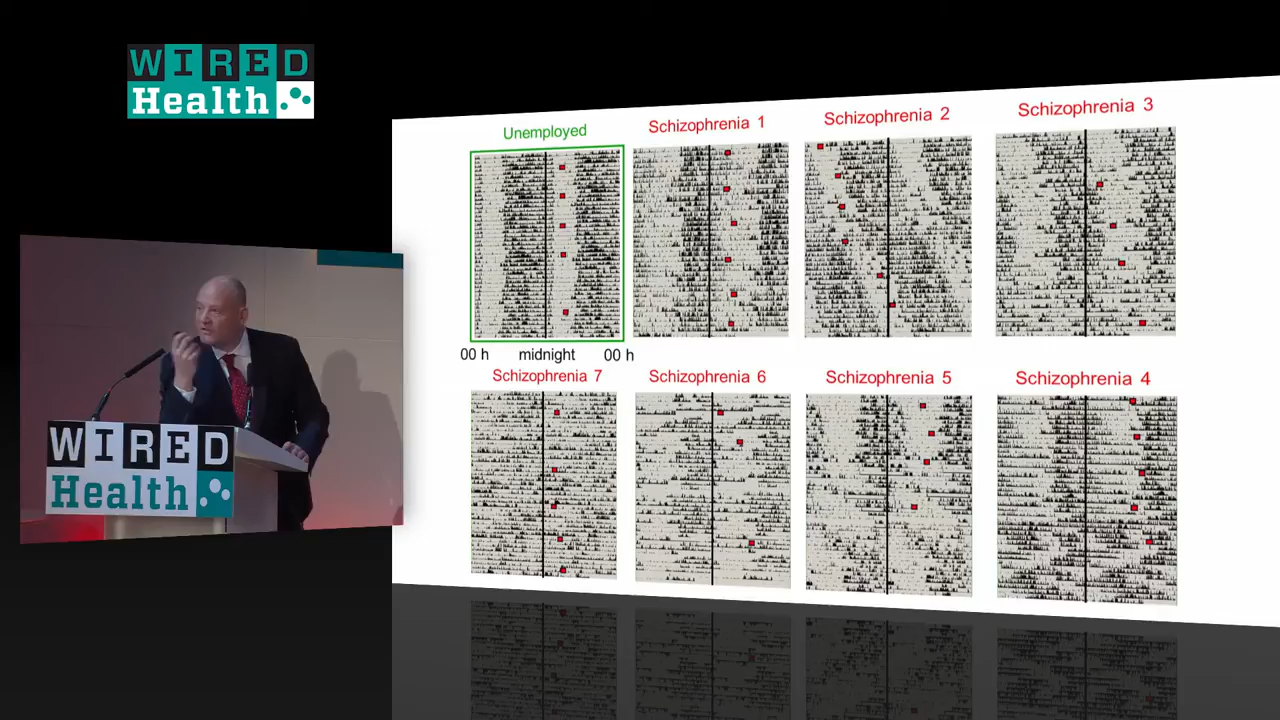 WIRED
Health
Unemployed
Schizophrenia 1
Schizophrenia 2
Schizophrenia 3
00 h midnight 00 h
Schizophrenia 7
Schizophrenia 6
Schizophrenia 5
Schizophrenia 4
WIRED
Health